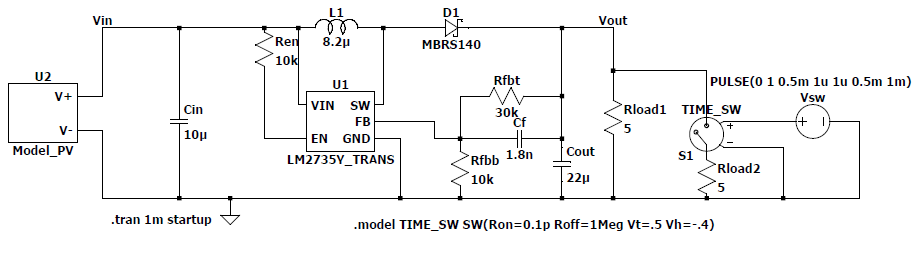 Vin
L1
8.2µ
D1
MBRS140
Vout
U2
V+
V-
Model_PV
Cin
10µ
Ren
10k
U1
VIN SW
FB
EN GND
LM2735Y_TRANS
Rfbt
30k
Cf
1.8n
Rfbb
10k
Cout
22µ
Rload1
5
TIME_SW
S1
+
−
Rload2
5
PULSE(0 1 0.5m 1u 1u 0.5m 1m)
Vsw
+ −
.tran 1m startup
.model TIME_SW SW(Ron=0.1p Roff=1Meg Vt=.5 Vh=-.4)